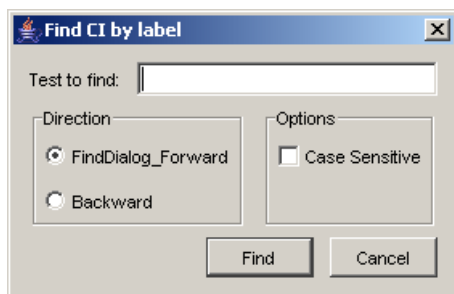 Find CI by label
Test to find:
Direction
Options
FindDialog_Forward
Case Sensitive
Backward
Find
Cancel